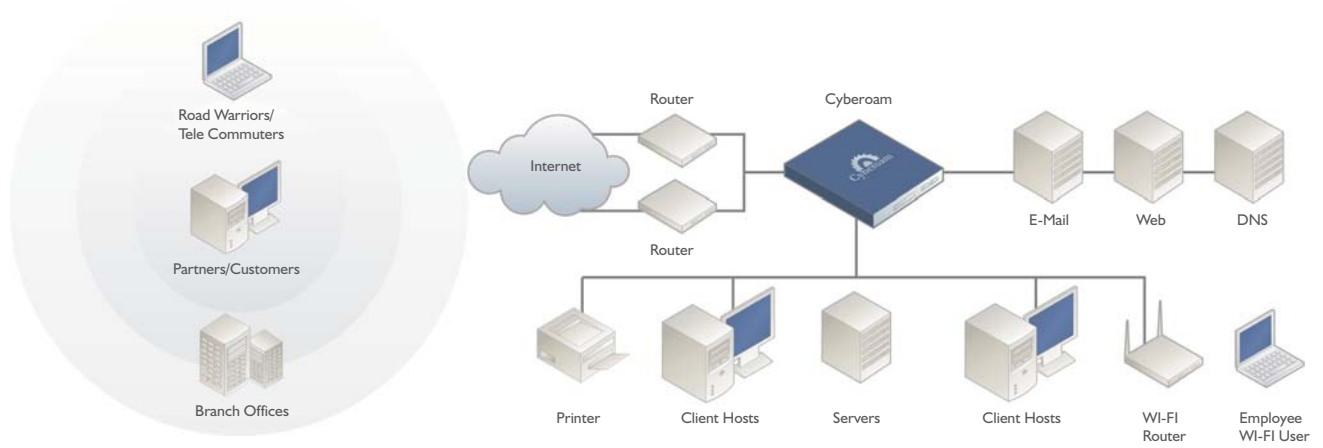 Road Warriors/
Tele Commuters
Partners/Customers
Branch Offices
Internet
Router
Router
Cyberoam
Cyberoam
E-Mail
Web
DNS
Printer
Client Hosts
Servers
Client Hosts
WI-FI
Router
Employee
WI-FI User